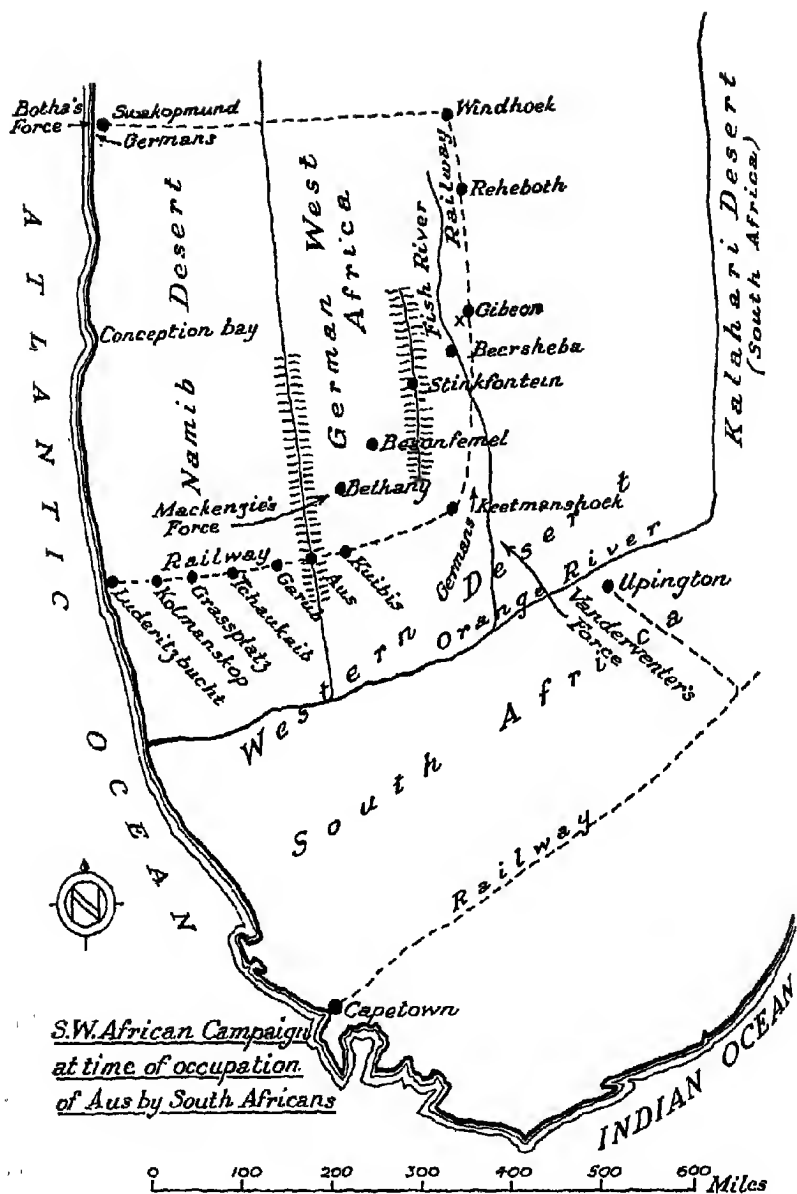 Botha's
Force
Swakopmund
Germans
Windhoek
Railway
Reheboth
Kalahari Desert
(South Africa)
ATLANTIC
OCEAN
Namib Desert
German West
Africa
Fish River
Conception bay
Gibeon
x
Beersheba
Stinkfontein
Besonfemel
Bethany
Mackenzie's
Force
Keetmanshoek
Germans
Railway
Luderitzbucht
Kolmanskop
Grassplatz
Tchaukaib
Garub
Aus
Kuibis
Western Desert
Orange River
Upington
Vanderventer's
Force
South Africa
Railway
N
Capetown
S.W. African Campaign
at time of occupation
of Aus by South Africans
INDIAN OCEAN
0 100 200 300 400 500 600 Miles